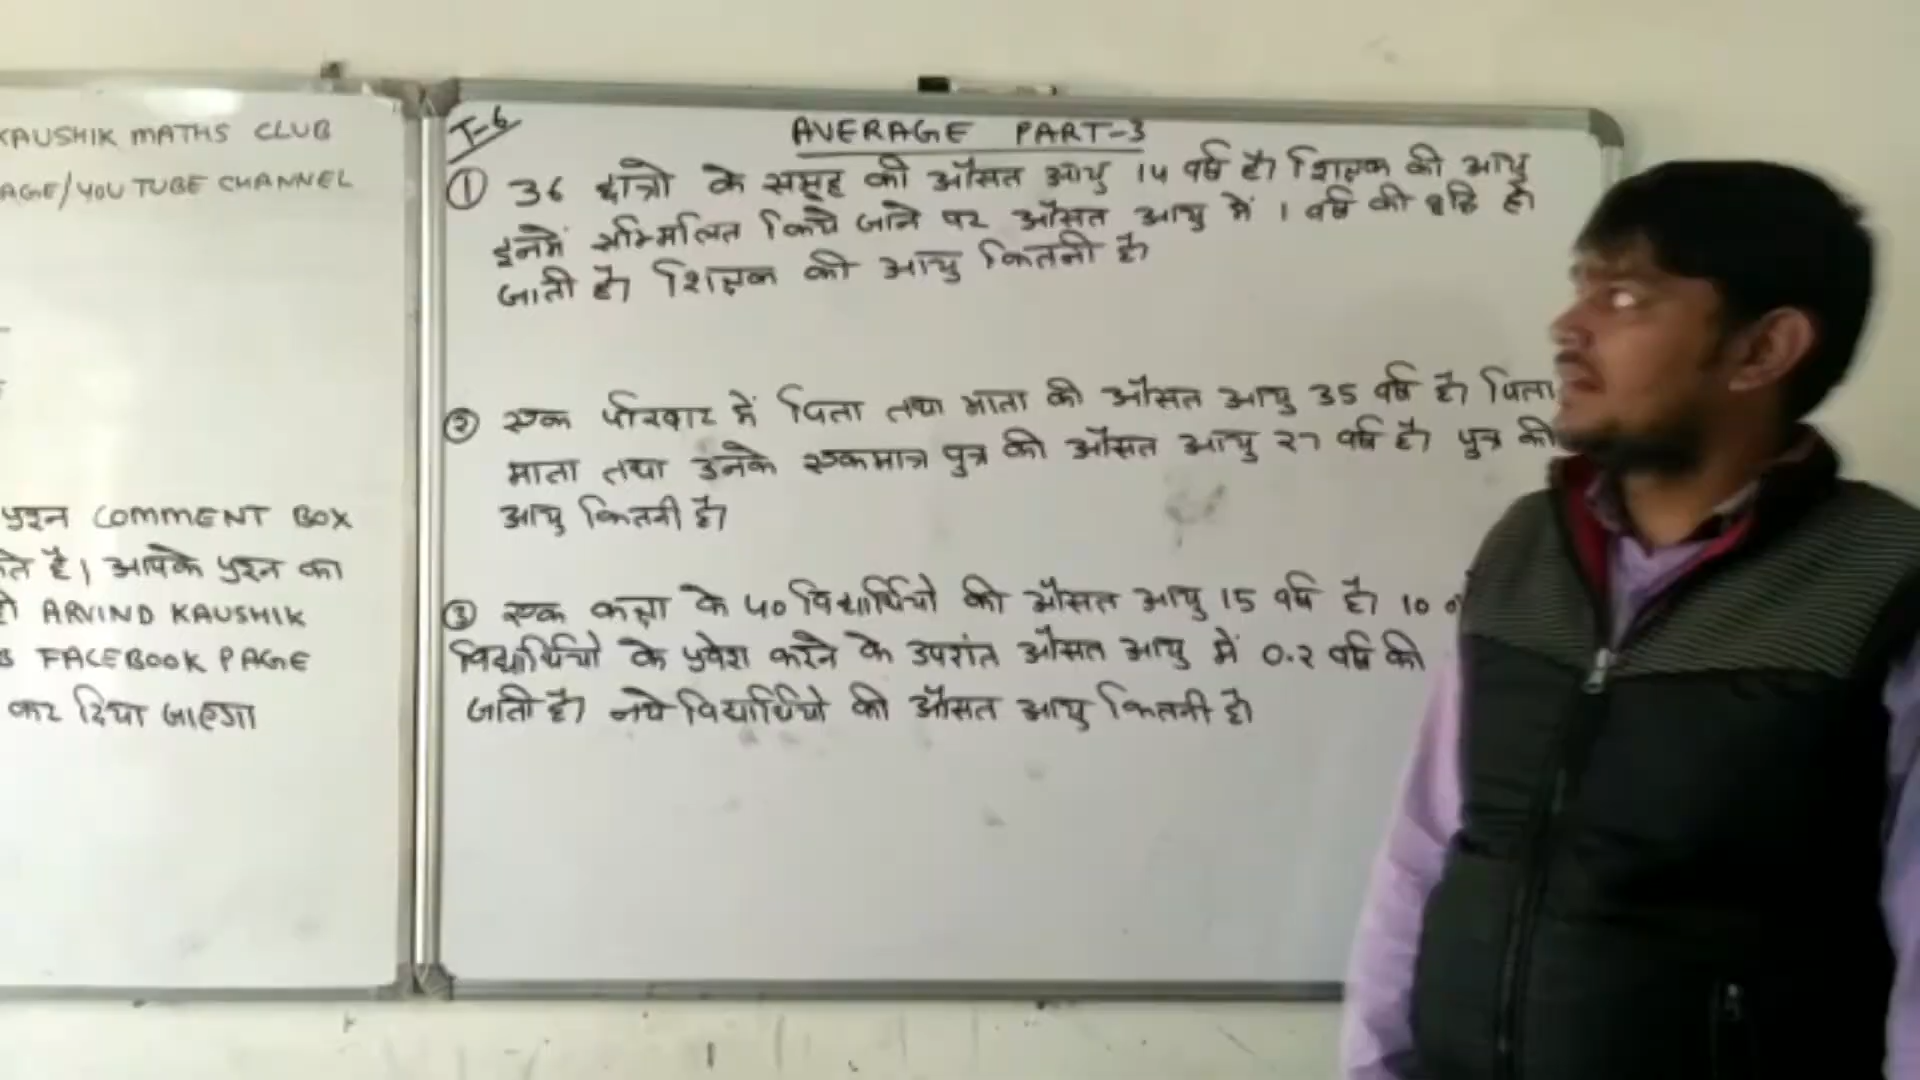 KAUSHIK MATHS CLUB
AGE/YOUTUBE CHANNEL
प्रश्न COMMENT BOX
ते है। आपके प्रश्न का
ARVIND KAUSHIK
B FACEBOOK PAGE
कर दिया जाएगा
T-6
AVERAGE PART-3
① 36 छात्रो के समूह की औसत आयु 14 वर्ष है। शिक्षक की आयु
इनमें सम्मिलित किये जाने पर औसत आयु में 1 वर्ष की वृद्धि हो
जाती है। शिक्षक की आयु कितनी है।
② एक परिवार में पिता तथा माता की औसत आयु 35 वर्ष है। पिता
माता तथा उनके एकमात्र पुत्र की औसत आयु 27 वर्ष है। पुत्र की
आयु कितनी है।
③ एक कक्षा के 40 विद्यार्थियो की औसत आयु 15 वर्ष है। 10
विद्यार्थियो के प्रवेश करने के उपरांत औसत आयु में 0.2 वर्ष की
जाती है। नये विद्यार्थियो की औसत आयु कितनी है।